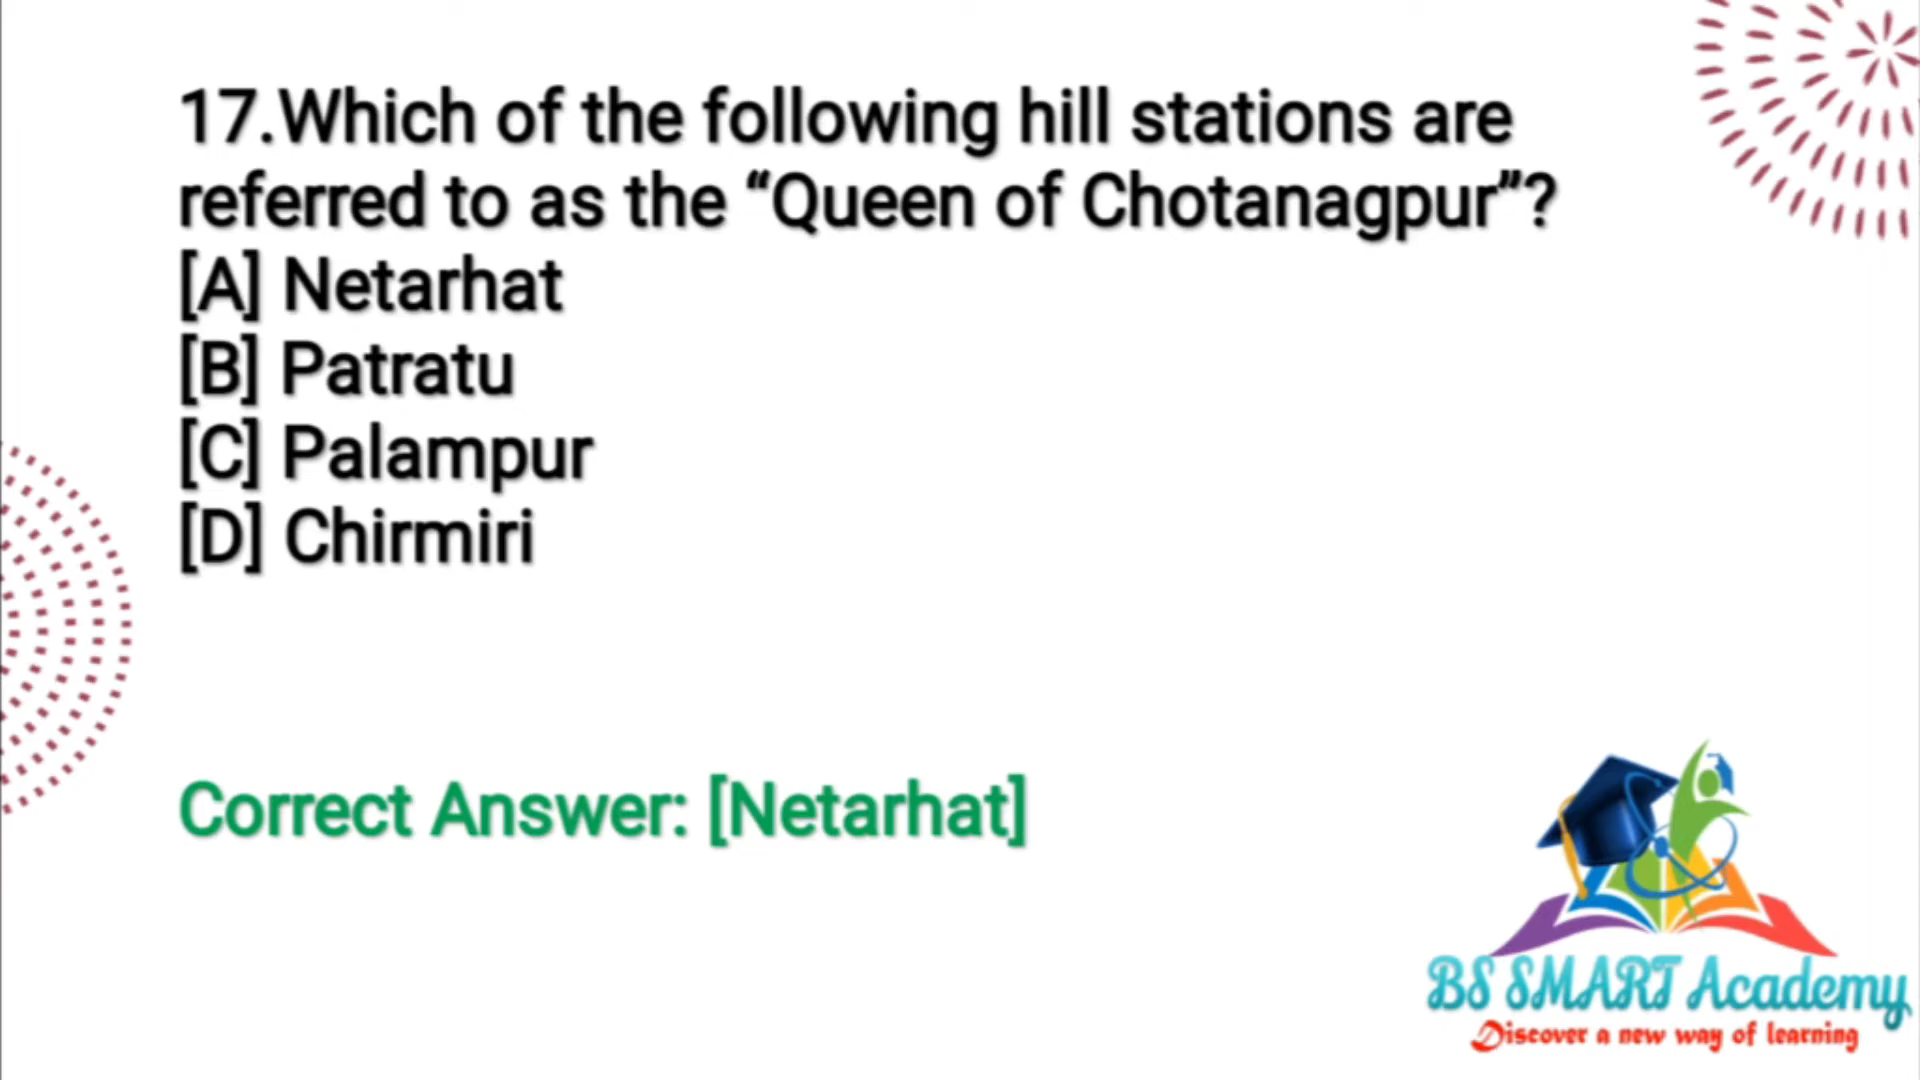 17.Which of the following hill stations are
referred to as the “Queen of Chotanagpur”?
[A] Netarhat
[B] Patratu
[C] Palampur
[D] Chirmiri
Correct Answer: [Netarhat]
BS SMART Academy
Discover a new way of learning